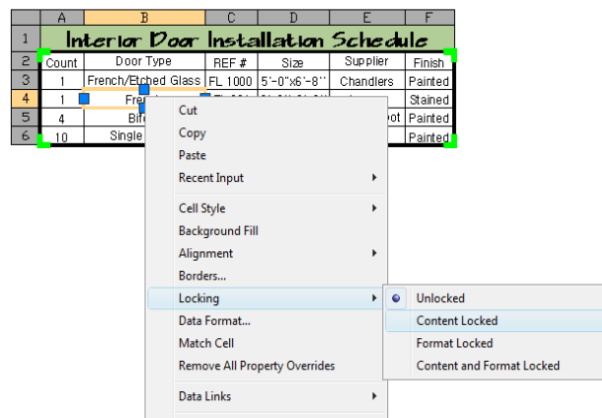 A B C D E F
1 Interior Door Installation Schedule
2 Count Door Type REF # Size Supplier Finish
3 1 French/Etched Glass FL 1000 5'-0"x6'-8" Chandlers Painted
4 1 Stained
5 4 Painted
6 10 Single Painted
Cut
Copy
Paste
Recent Input
Cell Style
Background Fill
Alignment
Borders...
Locking
Unlocked
Data Format...
Content Locked
Match Cell
Format Locked
Remove All Property Overrides
Content and Format Locked
Data Links